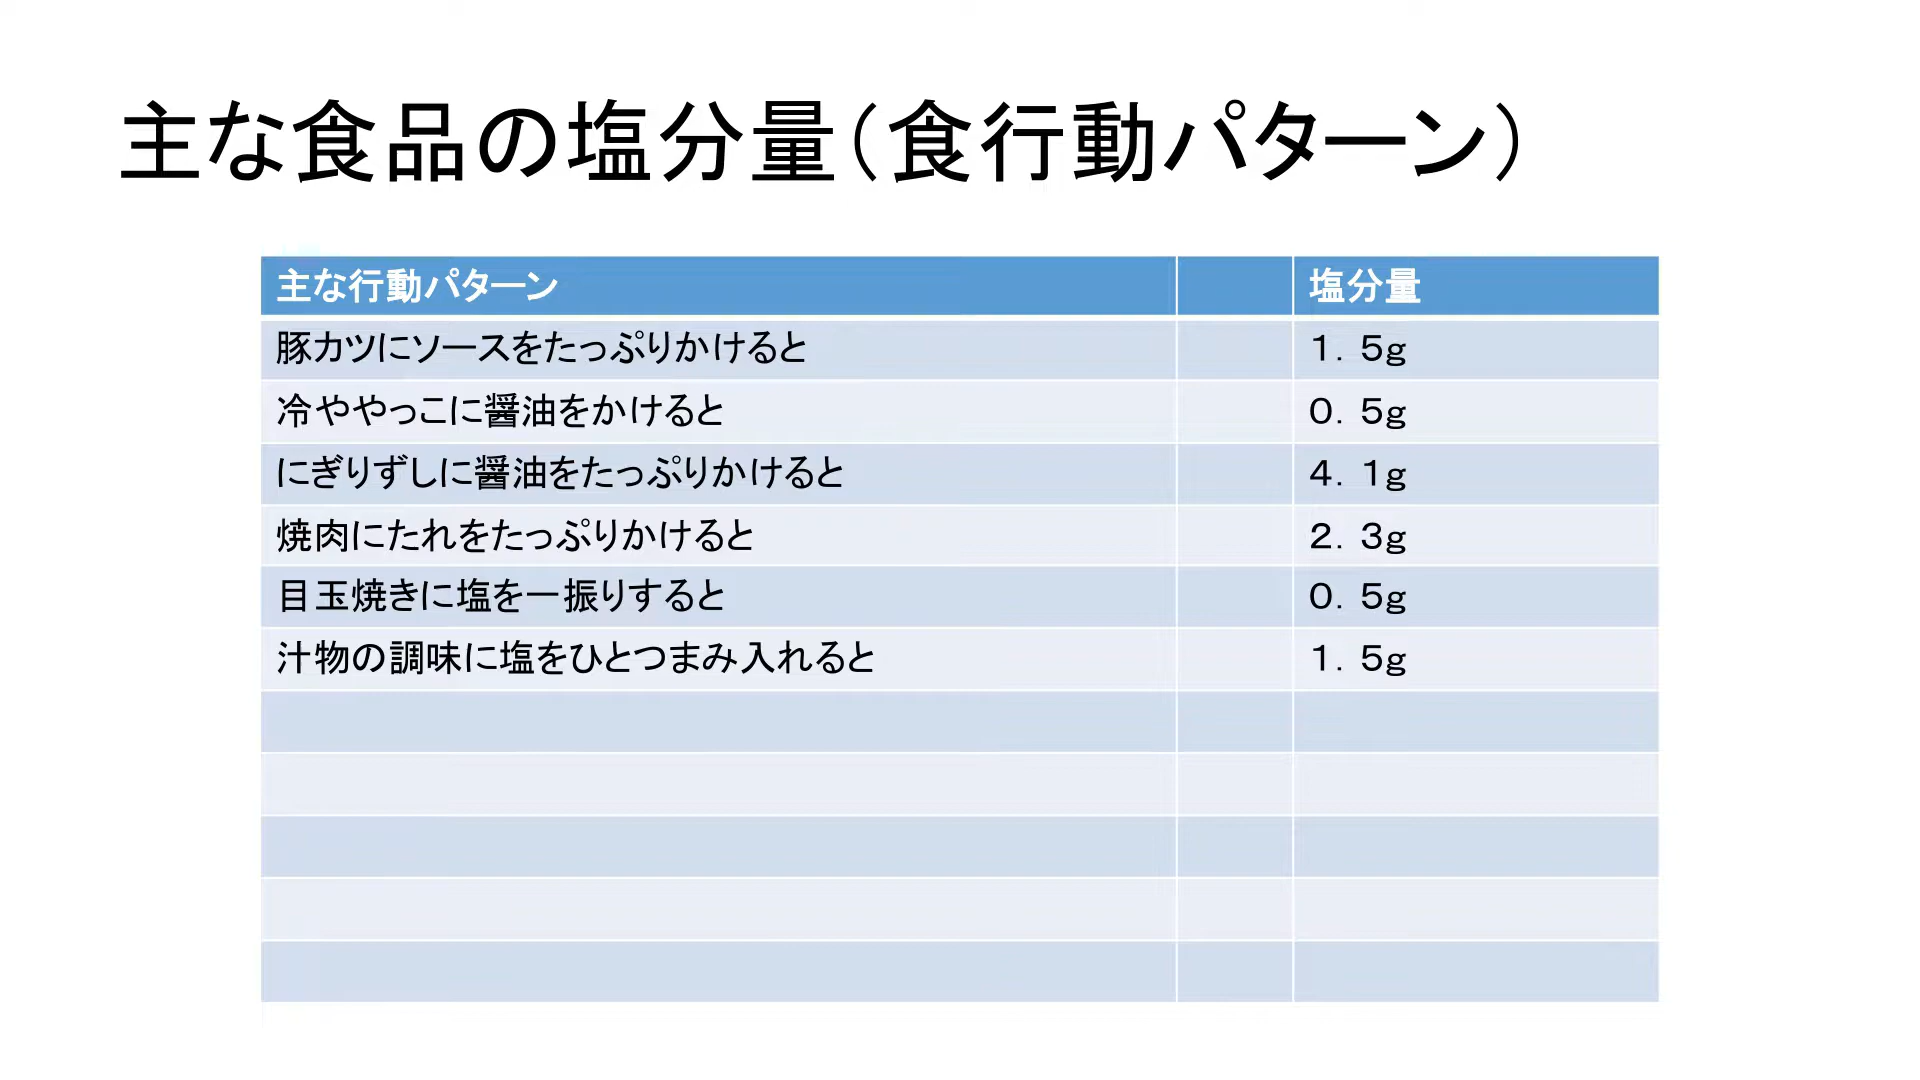 主な食品の塩分量（食行動パターン）
主な行動パターン 塩分量
豚カツにソースをたっぷりかけると １．５ｇ
冷ややっこに醤油をかけると ０．５ｇ
にぎりずしに醤油をたっぷりかけると ４．１ｇ
焼肉にたれをたっぷりかけると ２．３ｇ
目玉焼きに塩を一振りすると ０．５ｇ
汁物の調味に塩をひとつまみ入れると １．５ｇ